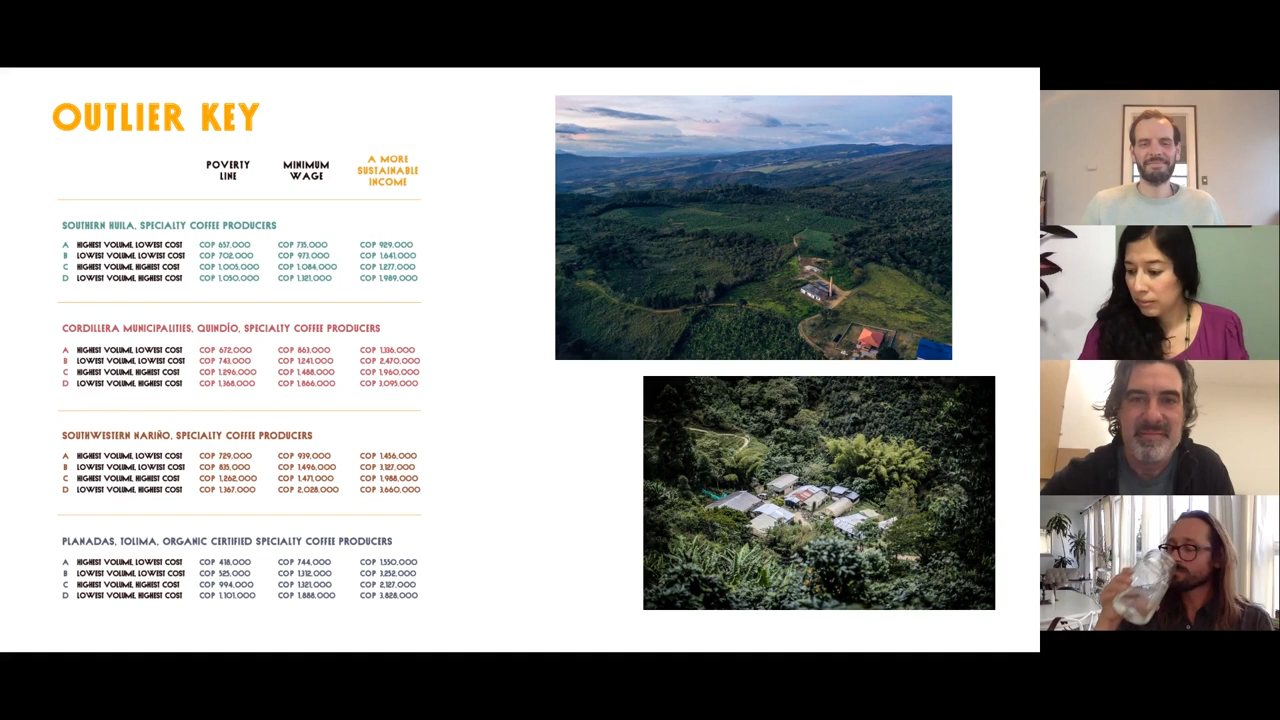 OUTLIER KEY
POVERTY LINE MINIMUM WAGE A MORE SUSTAINABLE INCOME
SOUTHERN HUILA, SPECIALTY COFFEE PRODUCERS
A HIGHEST VOLUME, LOWEST COST COP 657,000 COP 735,000 COP 929,000
B LOWEST VOLUME, LOWEST COST COP 702,000 COP 973,000 COP 1,641,000
C HIGHEST VOLUME, HIGHEST COST COP 1,005,000 COP 1,084,000 COP 1,277,000
D LOWEST VOLUME, HIGHEST COST COP 1,050,000 COP 1,321,000 COP 1,989,000
CORDILLERA MUNICIPALITIES, QUINDÍO, SPECIALTY COFFEE PRODUCERS
A HIGHEST VOLUME, LOWEST COST COP 672,000 COP 863,000 COP 1,336,000
B LOWEST VOLUME, LOWEST COST COP 743,000 COP 1,241,000 COP 2,470,000
C HIGHEST VOLUME, HIGHEST COST COP 1,296,000 COP 1,488,000 COP 1,960,000
D LOWEST VOLUME, HIGHEST COST COP 1,368,000 COP 1,866,000 COP 3,095,000
SOUTHWESTERN NARIÑO, SPECIALTY COFFEE PRODUCERS
A HIGHEST VOLUME, LOWEST COST COP 729,000 COP 939,000 COP 1,456,000
B LOWEST VOLUME, LOWEST COST COP 835,000 COP 1,496,000 COP 3,127,000
C HIGHEST VOLUME, HIGHEST COST COP 1,262,000 COP 1,471,000 COP 1,988,000
D LOWEST VOLUME, HIGHEST COST COP 1,367,000 COP 2,028,000 COP 3,660,000
PLANADAS, TOLIMA, ORGANIC CERTIFIED SPECIALTY COFFEE PRODUCERS
A HIGHEST VOLUME, LOWEST COST COP 418,000 COP 744,000 COP 1,550,000
B LOWEST VOLUME, LOWEST COST COP 525,000 COP 1,312,000 COP 3,252,000
C HIGHEST VOLUME, HIGHEST COST COP 994,000 COP 1,321,000 COP 2,127,000
D LOWEST VOLUME, HIGHEST COST COP 1,101,000 COP 1,888,000 COP 3,828,000